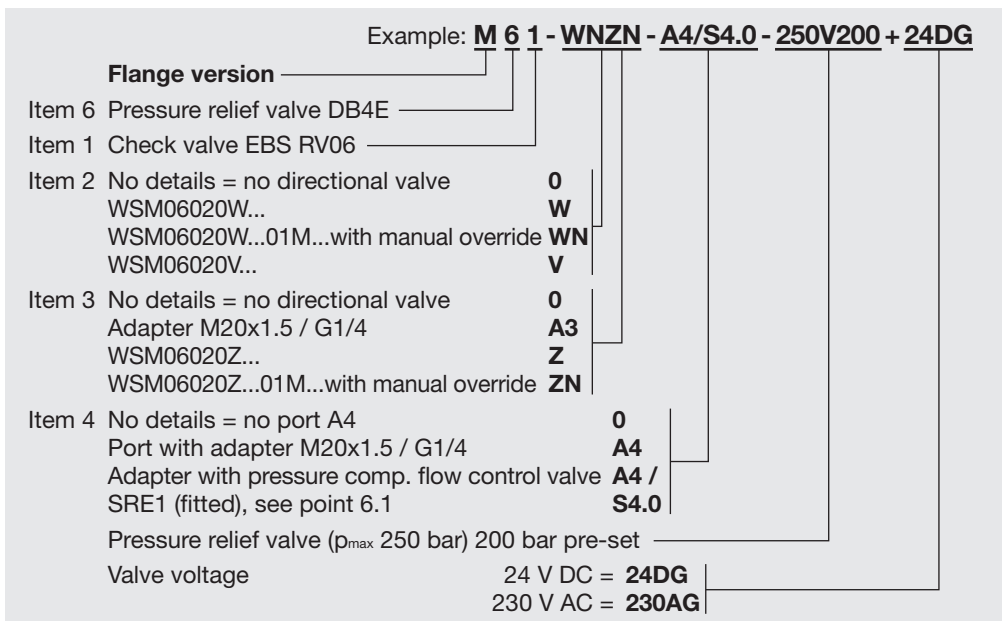 Example: M 6 1 - WNZN - A4/S4.0 - 250V200 + 24DG
Flange version
Item 6 Pressure relief valve DB4E
Item 1 Check valve EBS RV06
Item 2 No details = no directional valve 0
WSM06020W... W
WSM06020W...01M...with manual override WN
WSM06020V... V
Item 3 No details = no directional valve 0
Adapter M20x1.5 / G1/4 A3
WSM06020Z... Z
WSM06020Z...01M...with manual override ZN
Item 4 No details = no port A4 0
Port with adapter M20x1.5 / G1/4 A4
Adapter with pressure comp. flow control valve A4 /
SRE1 (fitted), see point 6.1 S4.0
Pressure relief valve (pmax 250 bar) 200 bar pre-set
Valve voltage 24 V DC = 24DG
230 V AC = 230AG